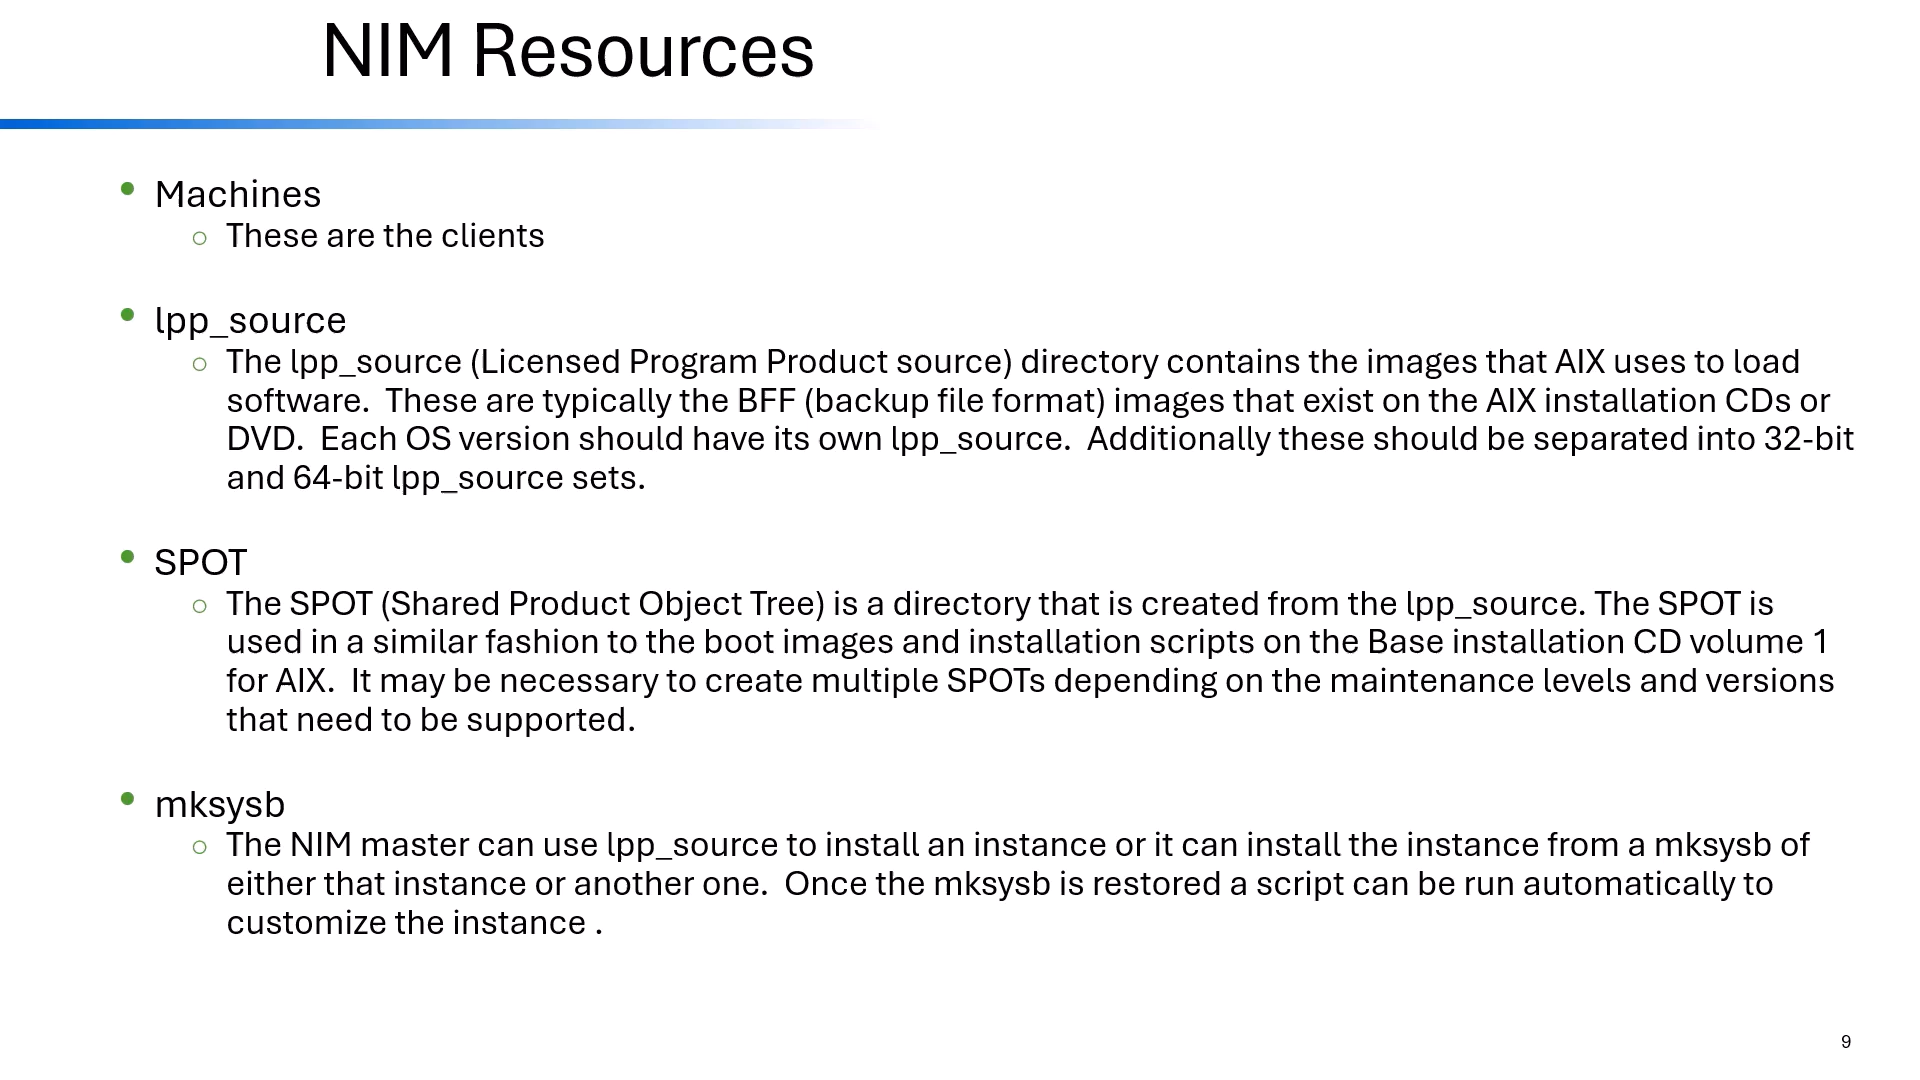 NIM Resources
• Machines
○ These are the clients
• lpp_source
○ The lpp_source (Licensed Program Product source) directory contains the images that AIX uses to load
software.  These are typically the BFF (backup file format) images that exist on the AIX installation CDs or
DVD.  Each OS version should have its own lpp_source.  Additionally these should be separated into 32-bit
and 64-bit lpp_source sets.
• SPOT
○ The SPOT (Shared Product Object Tree) is a directory that is created from the lpp_source. The SPOT is
used in a similar fashion to the boot images and installation scripts on the Base installation CD volume 1
for AIX.  It may be necessary to create multiple SPOTs depending on the maintenance levels and versions
that need to be supported.
• mksysb
○ The NIM master can use lpp_source to install an instance or it can install the instance from a mksysb of
either that instance or another one.  Once the mksysb is restored a script can be run automatically to
customize the instance .
9